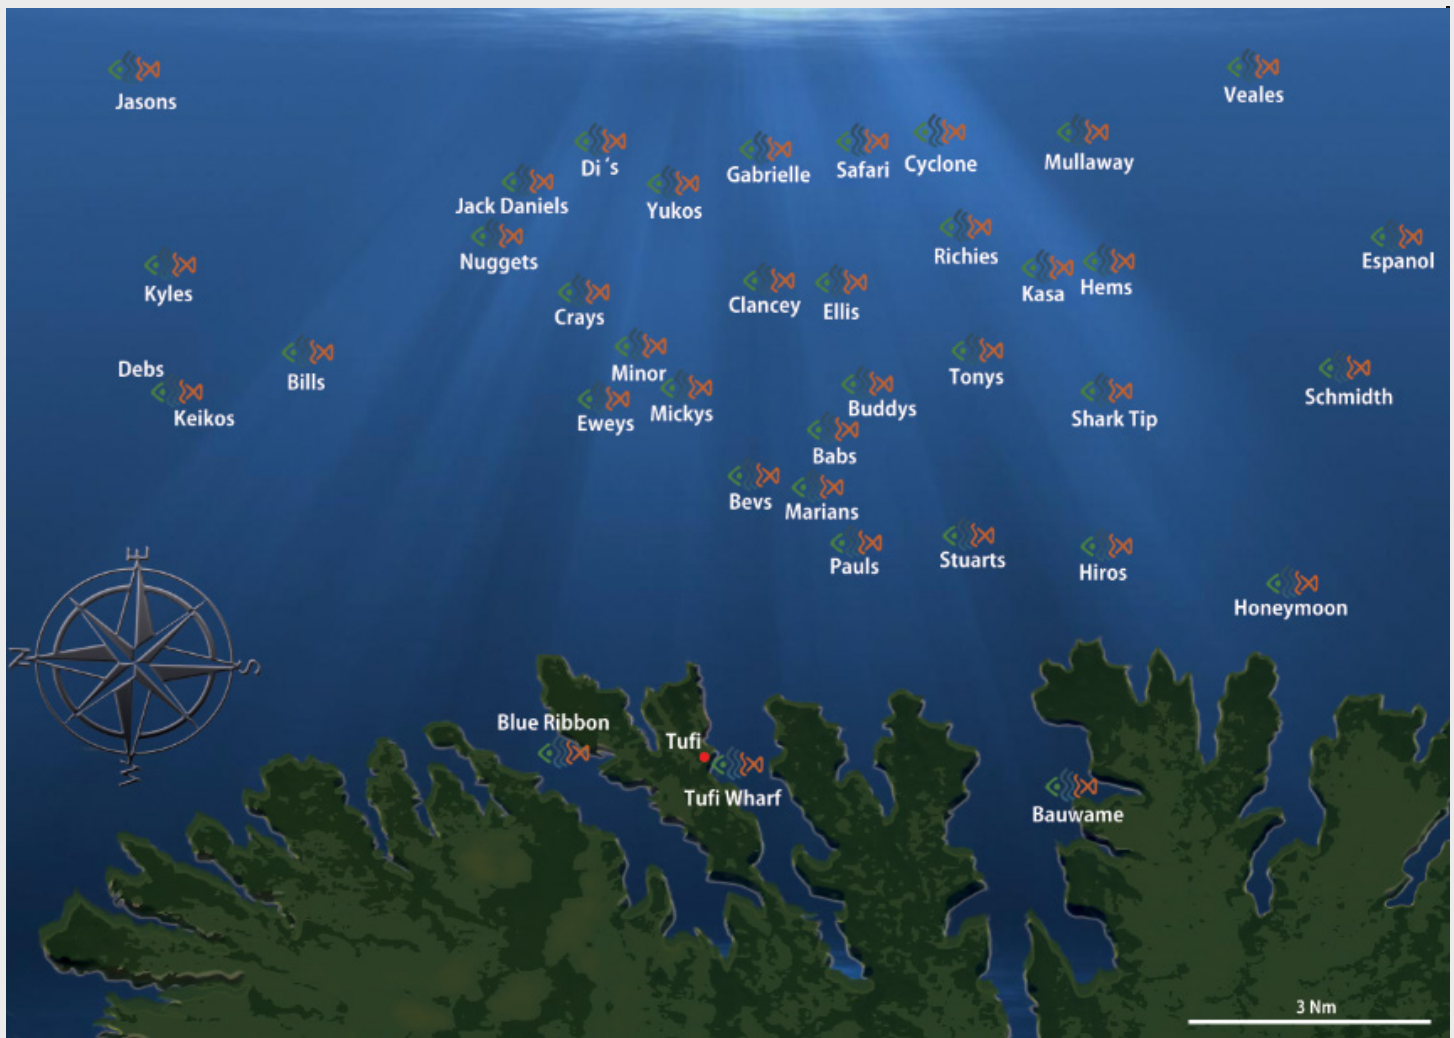 Jasons
Veales
Di´s
Gabrielle
Safari
Cyclone
Mullaway
Jack Daniels
Yukos
Nuggets
Richies
Espanol
Kyles
Kasa
Hems
Crays
Clancey
Ellis
Debs
Bills
Minor
Tonys
Schmidth
Keikos
Eweys
Mickys
Buddys
Shark Tip
Babs
Bevs
Marians
Pauls
Stuarts
Hiros
Honeymoon
E
N
S
W
Blue Ribbon
Tufi
Tufi Wharf
Bauwame
3 Nm